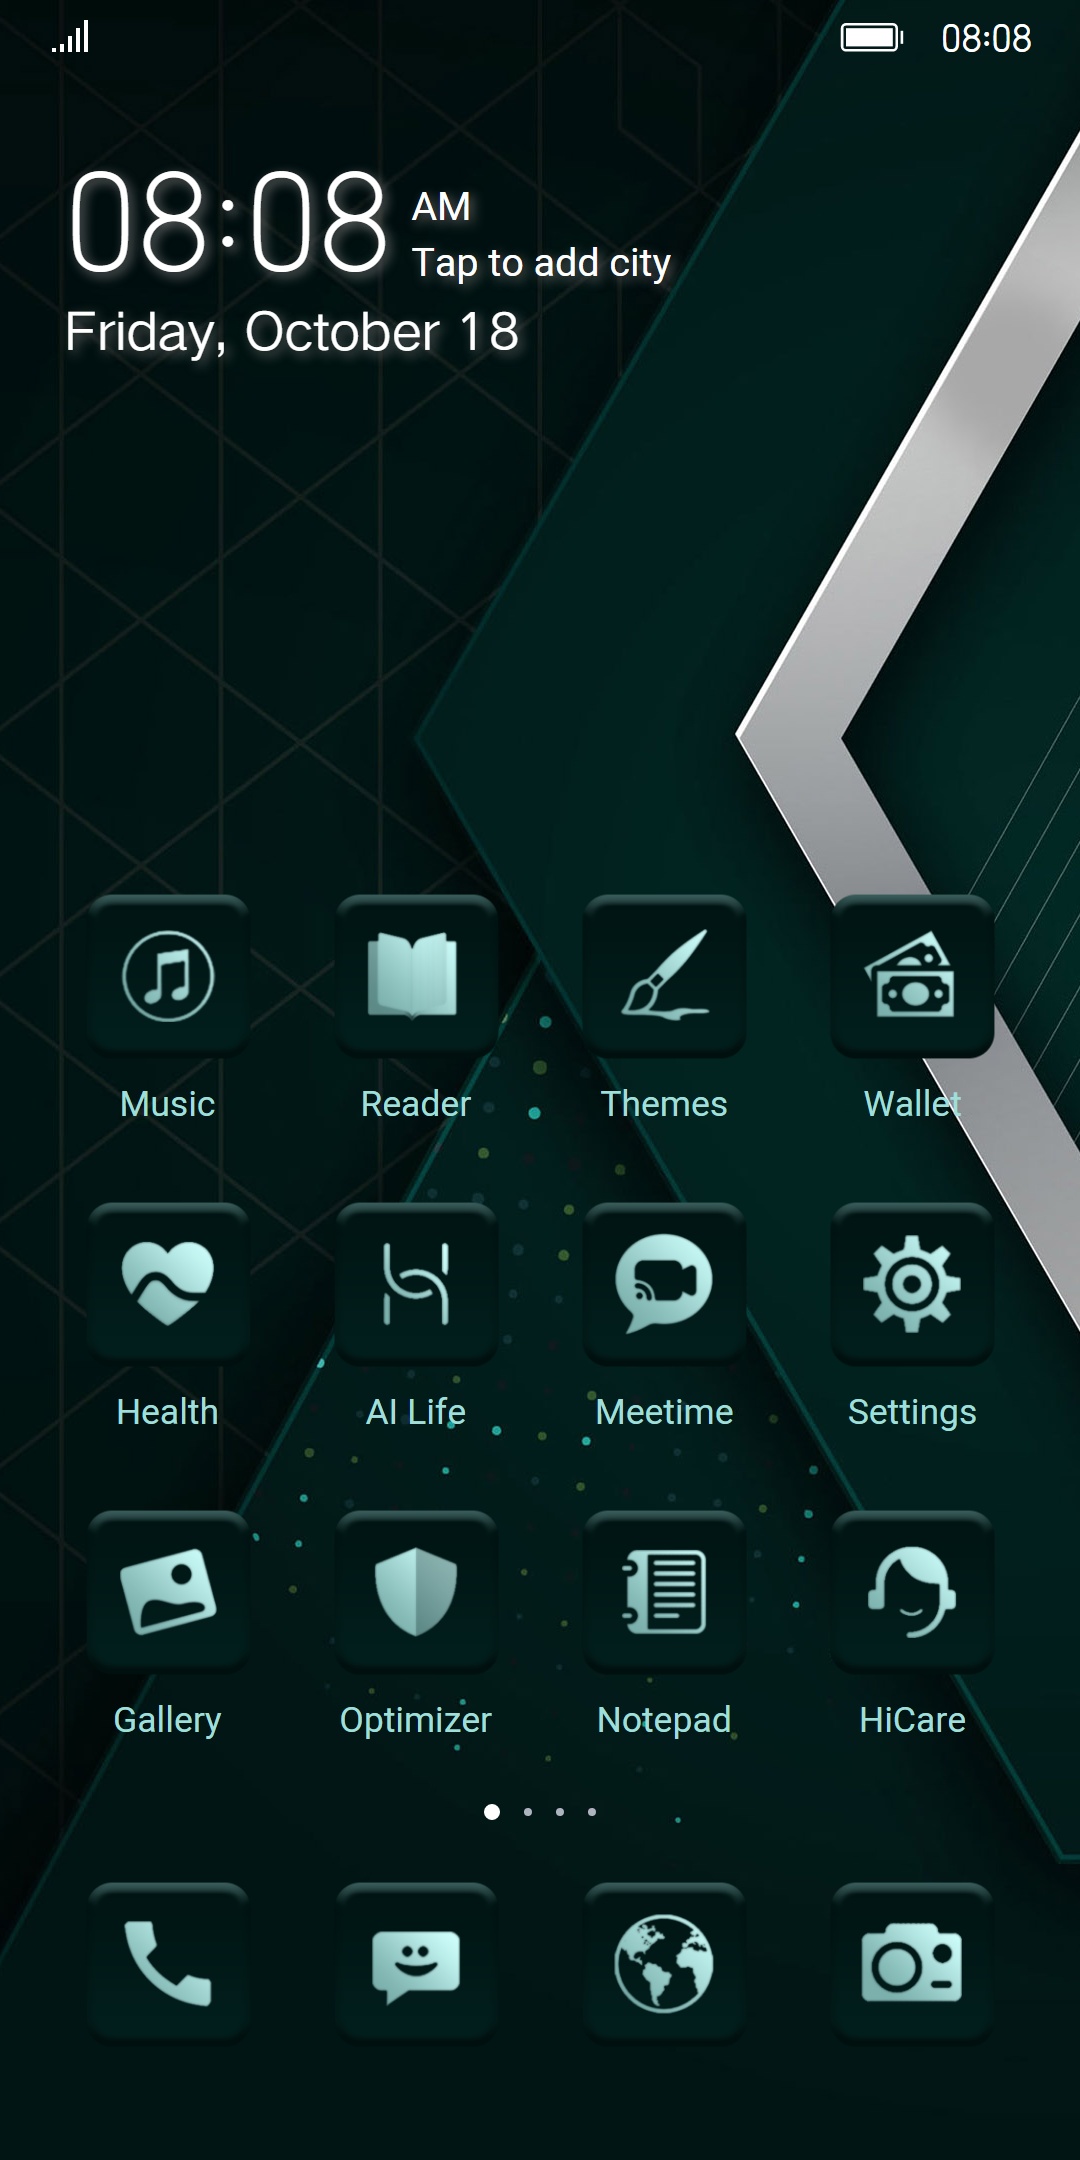 08:08
08:08 AM
Tap to add city
Friday, October 18
Music Reader Themes Wallet
Health AI Life Meetime Settings
Gallery Optimizer Notepad HiCare